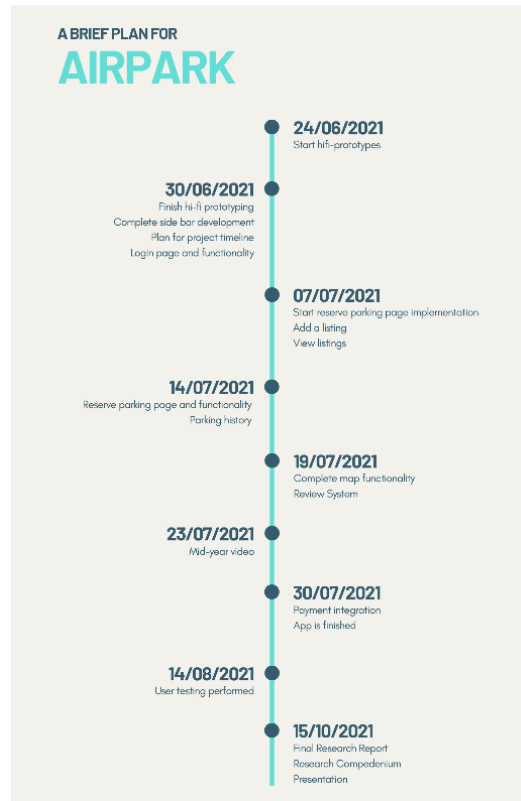 A BRIEF PLAN FOR
AIRPARK
24/06/2021
Start hifi-prototypes
30/06/2021
Finish hi-fi prototyping
Complete side bar development
Plan for project timeline
Login page and functionality
07/07/2021
Start reserve parking page implementation
Add a listing
View listings
14/07/2021
Reserve parking page and functionality
Parking history
19/07/2021
Complete map functionality
Review System
23/07/2021
Mid-year video
30/07/2021
Payment integration
App is finished
14/08/2021
User testing performed
15/10/2021
Final Research Report
Research Compedenium
Presentation